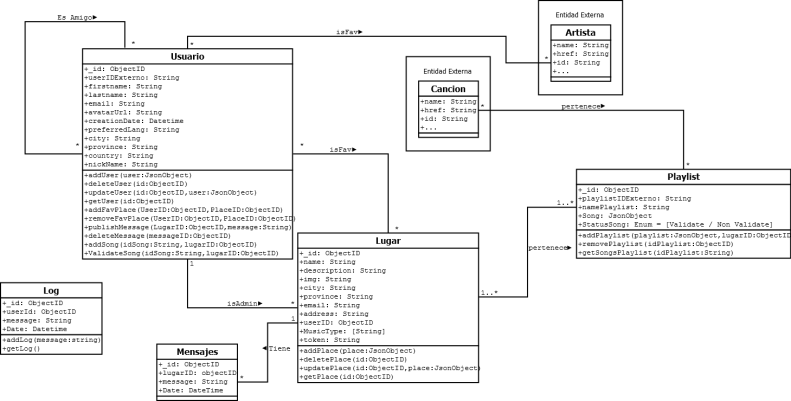 Es Amigo
*
*
Usuario
+_id: ObjectID
+userIDExterno: String
+firstname: String
+lastname: String
+email: String
+avatarUrl: String
+creationDate: Datetime
+preferredLang: String
+city: String
+province: String
+country: String
+nickName: String
+addUser(user:JsonObject)
+deleteUser(id:ObjectID)
+updateUser(id:ObjectID,user:JsonObject)
+getUser(id:ObjectID)
+addFavPlace(UserID:ObjectID,PlaceID:ObjectID)
+removeFavPlace(UserID:ObjectID,PlaceID:ObjectID)
+publishMessage(LugarID:ObjectID,message:String)
+deleteMessage(messageID:ObjectID)
+addSong(idSong:String,lugarID:ObjectID)
+ValidateSong(idSong:String,lugarID:ObjectID)
*
isFav
*
Entidad Externa
Artista
+name: String
+href: String
+id: String
+...
Entidad Externa
Cancion
+name: String
+href: String
+id: String
+...
*
pertenece
*
*
isFav
*
Playlist
+_id: ObjectID
+playlistIDExterno: String
+namePlaylist: String
+Song: JsonObject
+StatusSong: Enum = [Validate / Non Validate]
+addPlaylist(playlist:JsonObject,lugarID:ObjectID
+removePlaylist(idPlaylist:ObjectID)
+getSongsPlaylist(idPlaylist:String)
1..*
pertenece
1..*
Lugar
+_id: ObjectID
+name: String
+description: String
+img: String
+city: String
+province: String
+email: String
+address: String
+userID: ObjectID
+MusicType: [String]
+token: String
+addPlace(place:JsonObject)
+deletePlace(id:ObjectID)
+updatePlace(id:ObjectID,place:JsonObject
+getPlace(id:ObjectID)
1
isAdmin
*
1
Tiene
*
Log
+_id: ObjectID
+userId: ObjectID
+message: String
+Date: Datetime
+addLog(message:string)
+getLog()
Mensajes
+_id: ObjectID
+lugarID: objectID
+message: String
+Date: DateTime